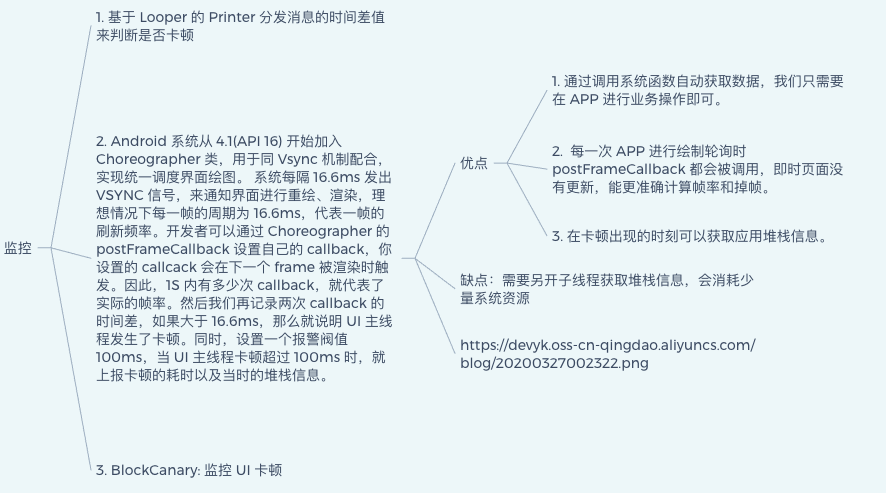 监控
1. 基于 Looper 的 Printer 分发消息的时间差值
来判断是否卡顿
2. Android 系统从 4.1(API 16) 开始加入
Choreographer 类，用于同 Vsync 机制配合，
实现统一调度界面绘图。 系统每隔 16.6ms 发出
VSYNC 信号，来通知界面进行重绘、渲染，理
想情况下每一帧的周期为 16.6ms，代表一帧的
刷新频率。开发者可以通过 Choreographer 的
postFrameCallback 设置自己的 callback，你
设置的 callcack 会在下一个 frame 被渲染时触
发。因此，1S 内有多少次 callback，就代表了
实际的帧率。然后我们再记录两次 callback 的
时间差，如果大于 16.6ms，那么就说明 UI 主线
程发生了卡顿。同时，设置一个报警阀值
100ms，当 UI 主线程卡顿超过 100ms 时，就
上报卡顿的耗时以及当时的堆栈信息。
优点
1. 通过调用系统函数自动获取数据，我们只需要
在 APP 进行业务操作即可。
2.  每一次 APP 进行绘制轮询时
postFrameCallback 都会被调用，即时页面没
有更新，能更准确计算帧率和掉帧。
3. 在卡顿出现的时刻可以获取应用堆栈信息。
缺点：需要另开子线程获取堆栈信息，会消耗少
量系统资源
https://devyk.oss-cn-qingdao.aliyuncs.com/
blog/20200327002322.png
3. BlockCanary: 监控 UI 卡顿